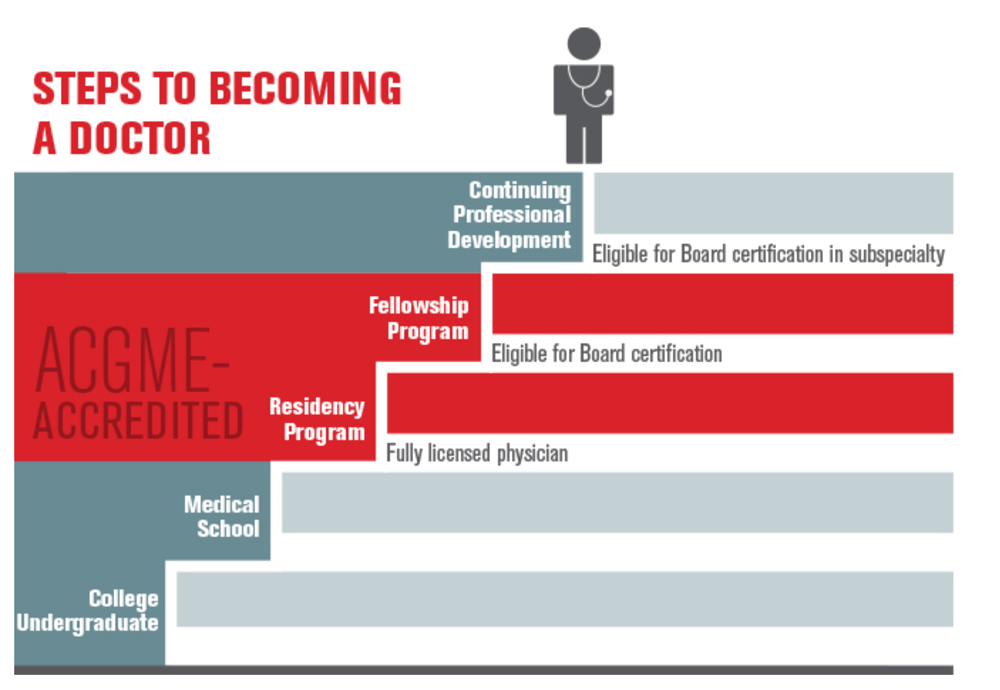 STEPS TO BECOMING
A DOCTOR
Continuing
Professional
Development
Eligible for Board certification in subspecialty
Fellowship
Program
Eligible for Board certification
ACGME-
ACCREDITED
Residency
Program
Fully licensed physician
Medical
School
College
Undergraduate